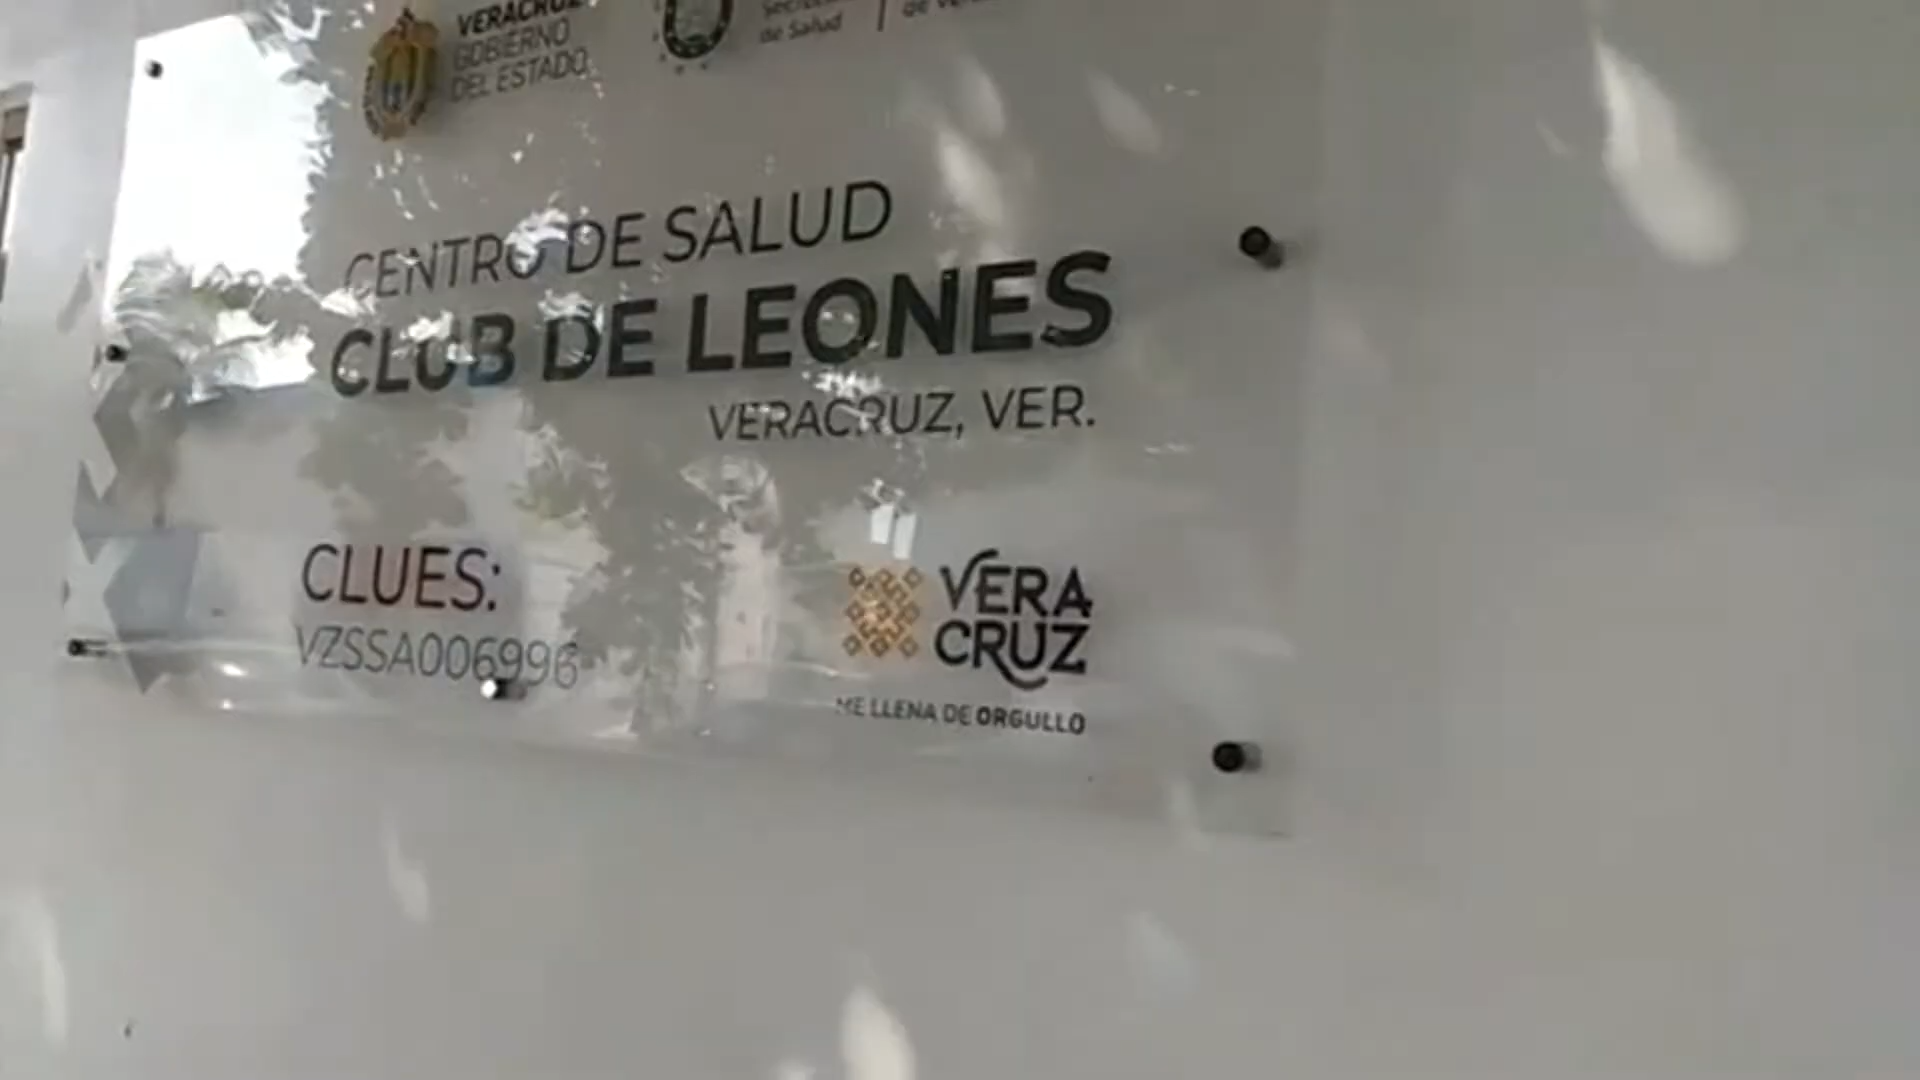 VERACRUZ
GOBIERNO
DEL ESTADO
de Salud
CENTRO DE SALUD
CLUB DE LEONES
VERACRUZ, VER.
CLUES:
VZSSA006996
VERA
CRUZ
ME LLENA DE ORGULLO